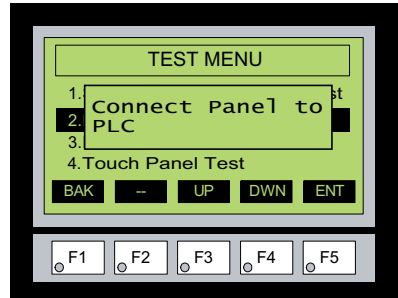 TEST MENU
1.
Connect Panel to
2.
PLC
3.
4.Touch Panel Test
BAK -- UP DWN ENT
F1 F2 F3 F4 F5